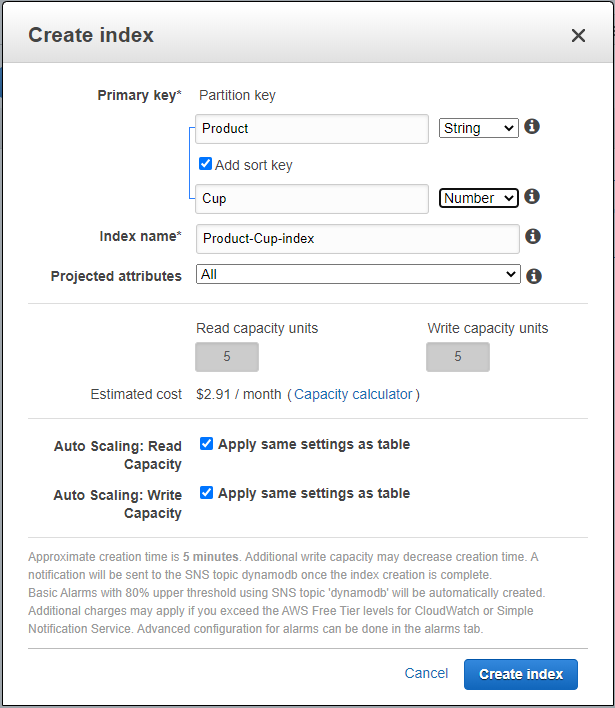 Create index
Primary key* Partition key
Product String
Add sort key
Cup Number
Index name* Product-Cup-index
Projected attributes All
Read capacity units Write capacity units
5 5
Estimated cost $2.91 / month ( Capacity calculator )
Auto Scaling: Read Apply same settings as table
Capacity
Auto Scaling: Write Apply same settings as table
Capacity
Approximate creation time is 5 minutes. Additional write capacity may decrease creation time. A
notification will be sent to the SNS topic dynamodb once the index creation is complete.
Basic Alarms with 80% upper threshold using SNS topic 'dynamodb' will be automatically created.
Additional charges may apply if you exceed the AWS Free Tier levels for CloudWatch or Simple
Notification Service. Advanced configuration for alarms can be done in the alarms tab.
Cancel Create index